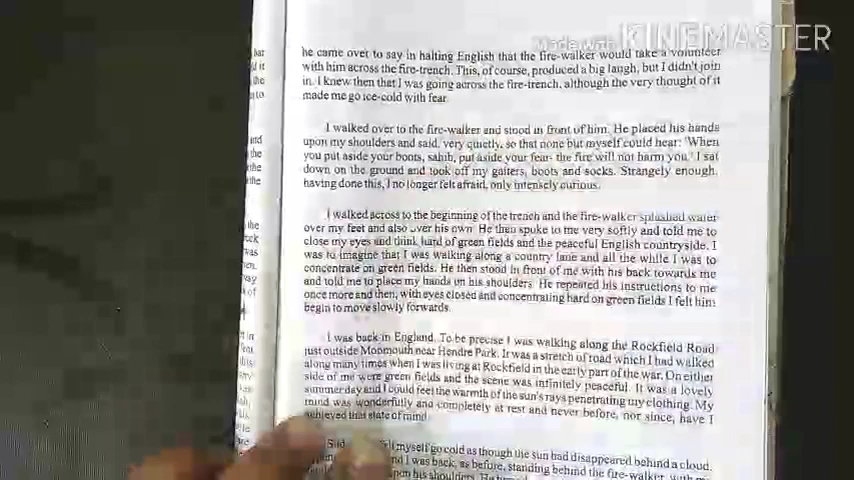 Made with KINEMASTER
he came over to say in halting English that the fire-walker would take a volunteer
with him across the fire-trench. This, of course, produced a big laugh, but I didn't join
in. I knew then that I was going across the fire-trench, although the very thought of it
made me go ice-cold with fear.
I walked over to the fire-walker and stood in front of him. He placed his hands
upon my shoulders and said, very quietly, so that none but myself could hear: 'When
you put aside your boots, sahib, put aside your fear- the fire will not harm you.' I sat
down on the ground and took off my gaiters, boots and socks. Strangely enough,
having done this, I no longer felt afraid, only intensely curious.
I walked across to the beginning of the trench and the fire-walker splashed water
over my feet and also over his own. He then spoke to me very softly and told me to
close my eyes and think hard of green fields and the peaceful English countryside. I
was to imagine that I was walking along a country lane and all the while I was to
concentrate on green fields. He then stood in front of me with his back towards me
and told me to place my hands on his shoulders. He repeated his instructions to me
once more and then, with eyes closed and concentrating hard on green fields I felt him
begin to move slowly forwards.
I was back in England. To be precise I was walking along the Rockfield Road
just outside Monmouth near Hendre Park. It was a stretch of road which I had walked
along many times when I was living at Rockfield in the early part of the war. On either
side of me were green fields and the scene was infinitely peaceful. It was a lovely
summer day and I could feel the warmth of the sun's rays penetrating my clothing. My
mind was wonderfully and completely at rest and never before, nor since, have I
achieved that state of mind.
myself go cold as though the sun had disappeared behind a cloud.
and I was back, as before, standing behind the fire-walker, with my
upon his shoulders.